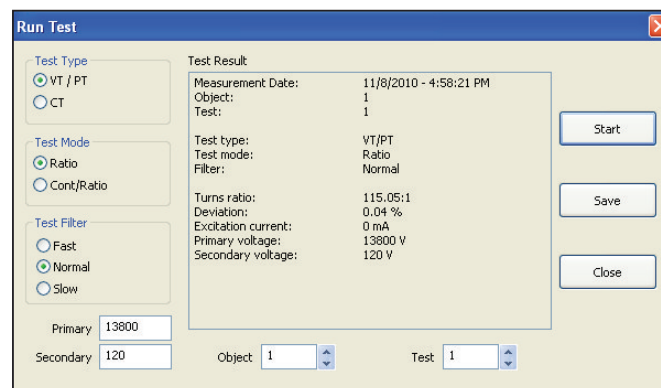 Run Test
Test Type
VT / PT
CT
Test Mode
Ratio
Cont/Ratio
Test Filter
Fast
Normal
Slow
Primary 13800
Secondary 120
Test Result
Measurement Date: 11/8/2010 - 4:58:21 PM
Object: 1
Test: 1
Test type: VT/PT
Test mode: Ratio
Filter: Normal
Turns ratio: 115.05:1
Deviation: 0.04 %
Excitation current: 0 mA
Primary voltage: 13800 V
Secondary voltage: 120 V
Object 1
Test 1
Start
Save
Close